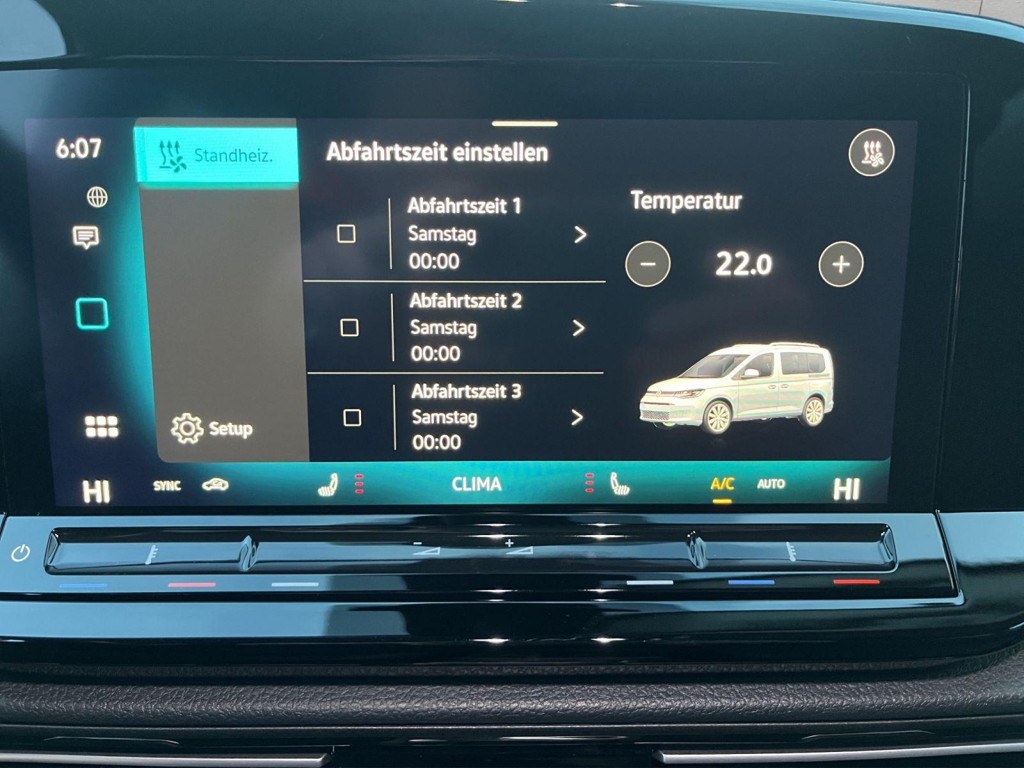 6:07
Standheiz.
Abfahrtszeit einstellen
Abfahrtszeit 1
Samstag
00:00
Abfahrtszeit 2
Samstag
00:00
Abfahrtszeit 3
Samstag
00:00
Temperatur
− 22.0 +
Setup
HI SYNC CLIMA A/C AUTO HI
− +